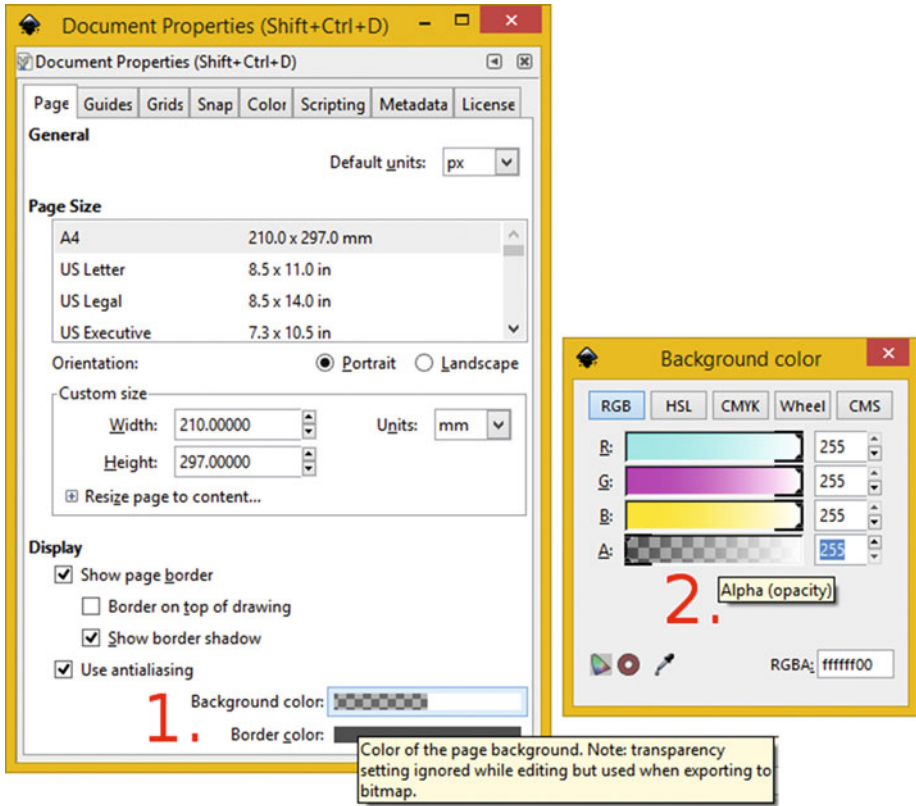 Document Properties (Shift+Ctrl+D)
Document Properties (Shift+Ctrl+D)
Page Guides Grids Snap Color Scripting Metadata License
General
Default units: px
Page Size
A4 210.0 x 297.0 mm
US Letter 8.5 x 11.0 in
US Legal 8.5 x 14.0 in
US Executive 7.3 x 10.5 in
Orientation: Portrait Landscape
Custom size
Width: 210.00000 Units: mm
Height: 297.00000
Resize page to content...
Display
Show page border
Border on top of drawing
Show border shadow
Use antialiasing
1.
Background color:
Border color:
Color of the page background. Note: transparency
setting ignored while editing but used when exporting to
bitmap.
Background color
RGB HSL CMYK Wheel CMS
R: 255
G: 255
B: 255
A: 255
2.
Alpha (opacity)
RGBA: ffffff00